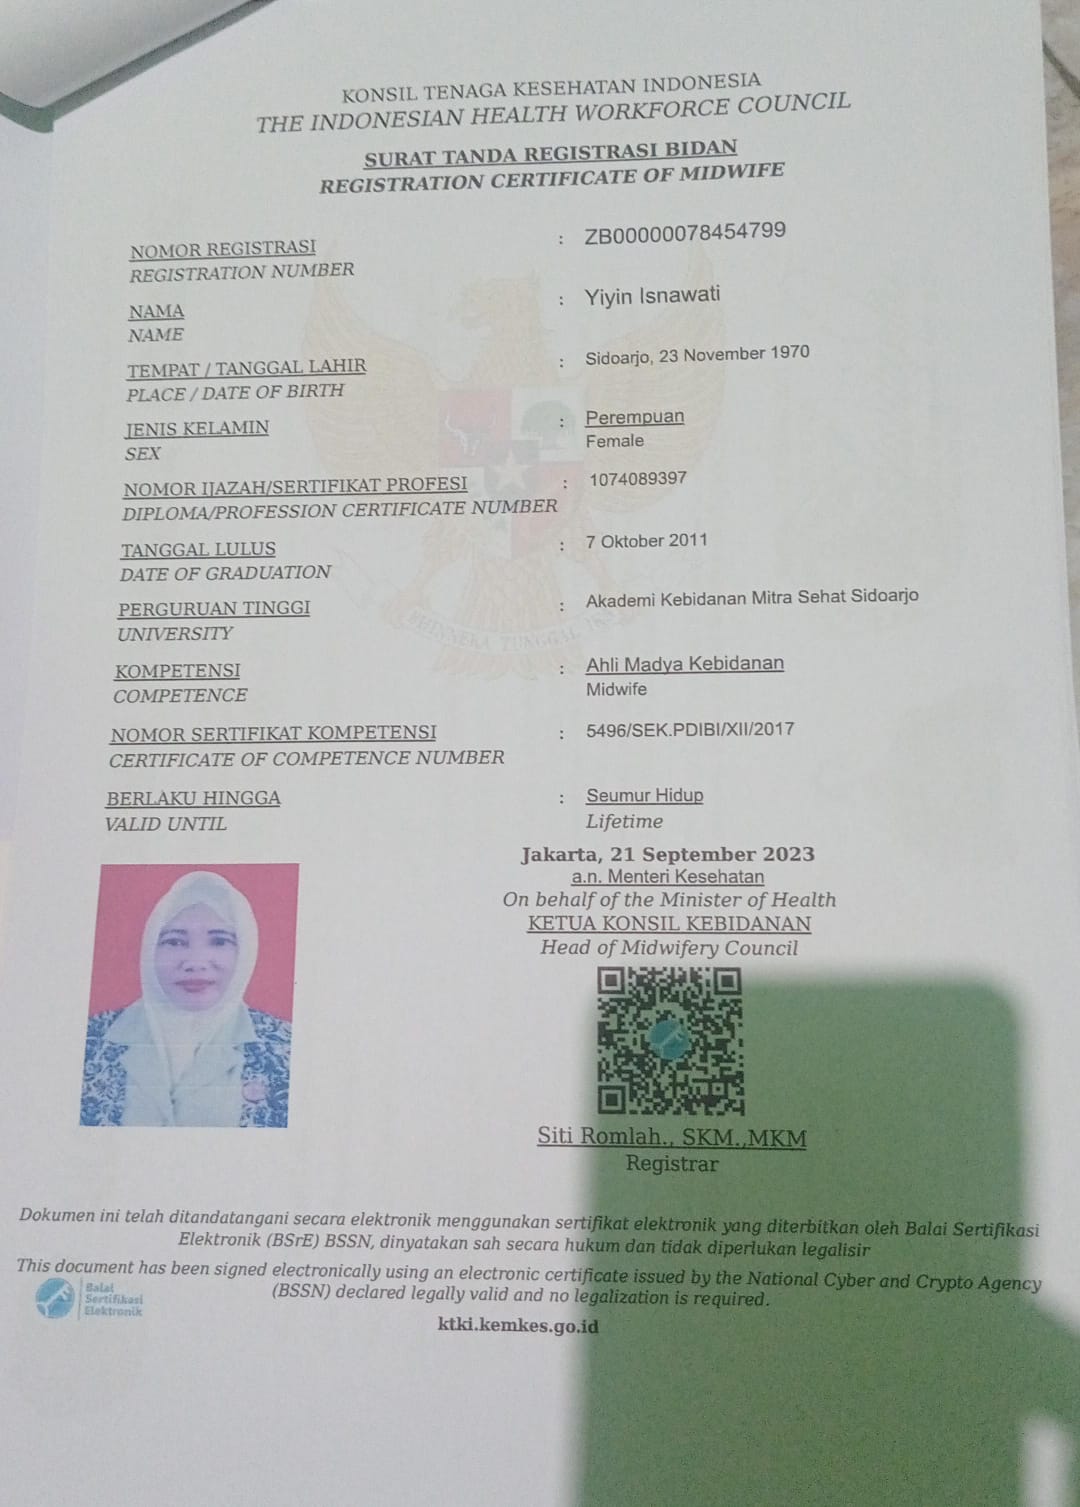 KONSIL TENAGA KESEHATAN INDONESIA
THE INDONESIAN HEALTH WORKFORCE COUNCIL
SURAT TANDA REGISTRASI BIDAN
REGISTRATION CERTIFICATE OF MIDWIFE
NOMOR REGISTRASI : ZB00000078454799
REGISTRATION NUMBER
NAMA : Yiyin Isnawati
NAME
TEMPAT / TANGGAL LAHIR : Sidoarjo, 23 November 1970
PLACE / DATE OF BIRTH
JENIS KELAMIN : Perempuan
SEX Female
NOMOR IJAZAH/SERTIFIKAT PROFESI : 1074089397
DIPLOMA/PROFESSION CERTIFICATE NUMBER
TANGGAL LULUS : 7 Oktober 2011
DATE OF GRADUATION
PERGURUAN TINGGI : Akademi Kebidanan Mitra Sehat Sidoarjo
UNIVERSITY
BHINNEKA TUNGGAL IKA
KOMPETENSI : Ahli Madya Kebidanan
COMPETENCE Midwife
NOMOR SERTIFIKAT KOMPETENSI : 5496/SEK.PDIBI/XII/2017
CERTIFICATE OF COMPETENCE NUMBER
BERLAKU HINGGA : Seumur Hidup
VALID UNTIL Lifetime
Jakarta, 21 September 2023
a.n. Menteri Kesehatan
On behalf of the Minister of Health
KETUA KONSIL KEBIDANAN
Head of Midwifery Council
Siti Romlah., SKM.,MKM
Registrar
Dokumen ini telah ditandatangani secara elektronik menggunakan sertifikat elektronik yang diterbitkan oleh Balai Sertifikasi
Elektronik (BSrE) BSSN, dinyatakan sah secara hukum dan tidak diperlukan legalisir
This document has been signed electronically using an electronic certificate issued by the National Cyber and Crypto Agency
(BSSN) declared legally valid and no legalization is required.
Balai
Sertifikasi
Elektronik
ktki.kemkes.go.id